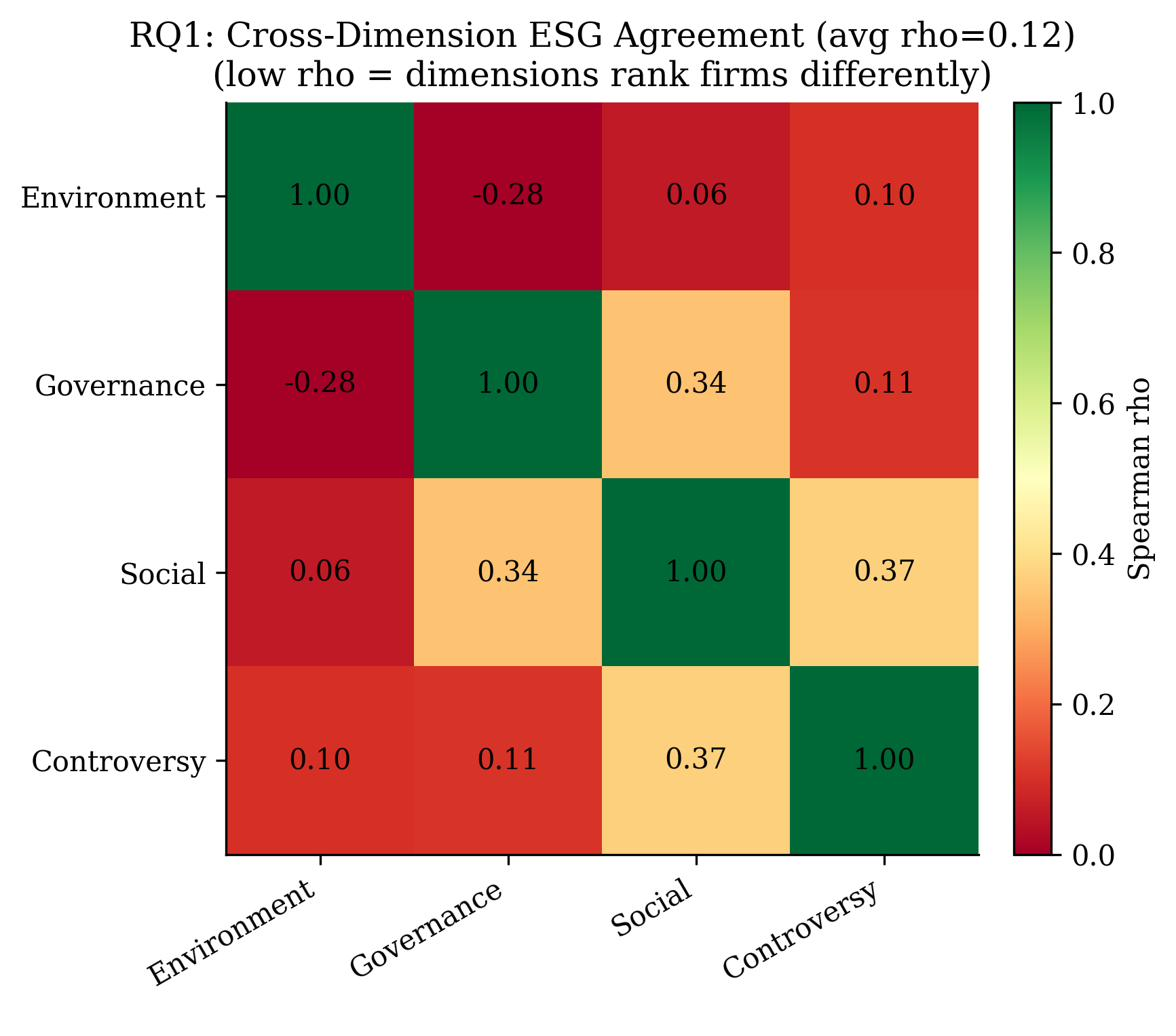 RQ1: Cross-Dimension ESG Agreement (avg rho=0.12)
(low rho = dimensions rank firms differently)
Environment 1.00 -0.28 0.06 0.10
Governance -0.28 1.00 0.34 0.11
Social 0.06 0.34 1.00 0.37
Controversy 0.10 0.11 0.37 1.00
Environment Governance Social Controversy
1.0
0.8
0.6
0.4
0.2
0.0
Spearman rho